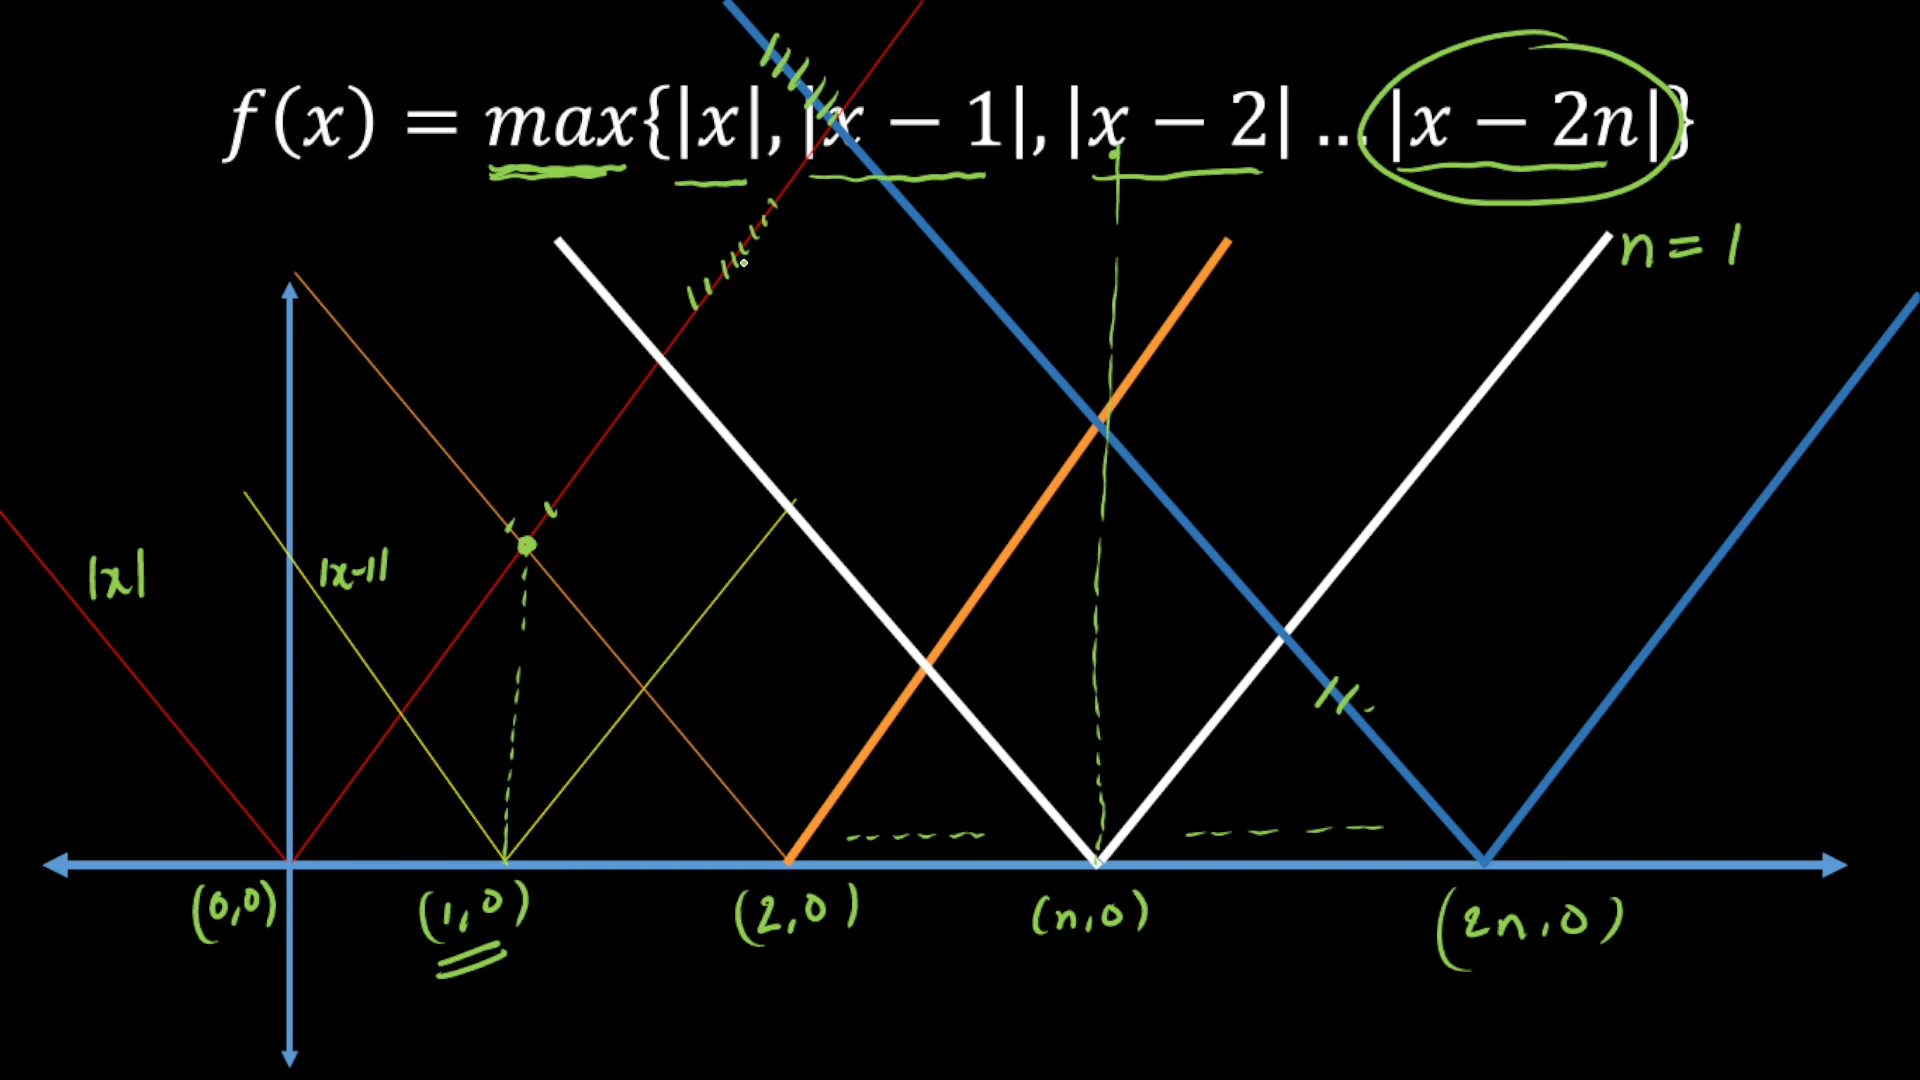 f(x) = max{|x|, |x − 1|, |x − 2| … |x − 2n|}
n = 1
|x|
|x-1|
(0,0)
(1,0)
(2,0)
(n,0)
(2n,0)